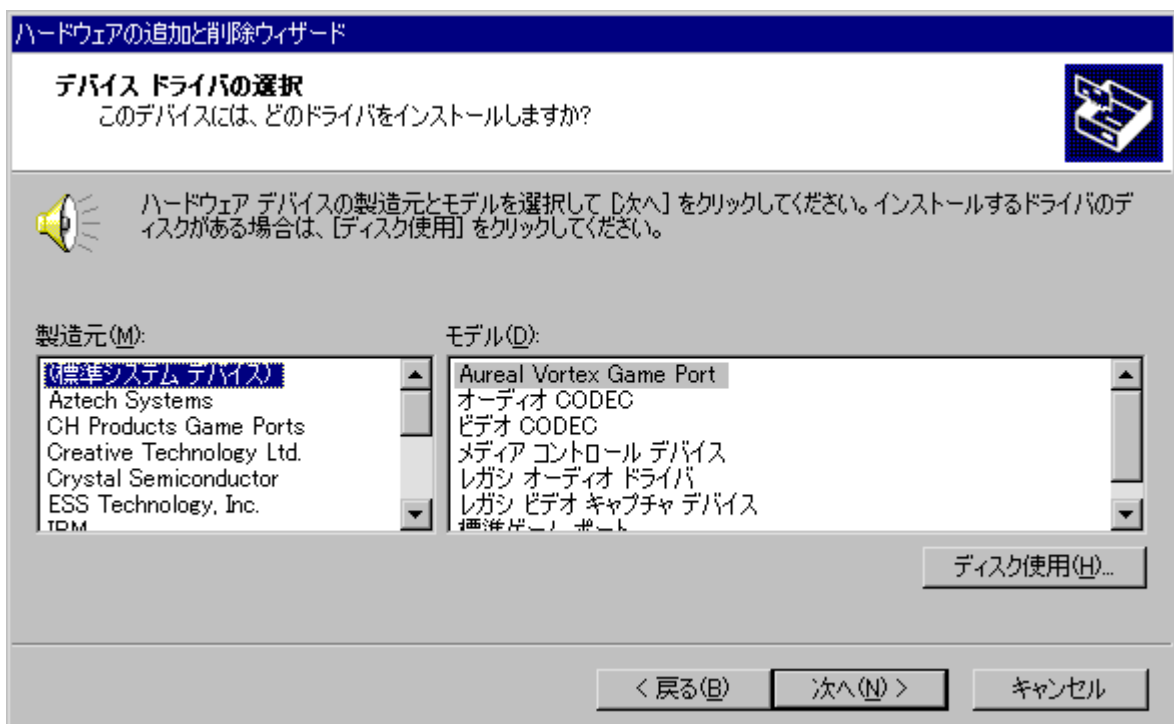 ハードウェアの追加と削除ウィザード
デバイス ドライバの選択
このデバイスには、どのドライバをインストールしますか?
ハードウェア デバイスの製造元とモデルを選択して [次へ] をクリックしてください。インストールするドライバのデ
ィスクがある場合は、[ディスク使用] をクリックしてください。
製造元(M):
(標準システム デバイス)
Aztech Systems
CH Products Game Ports
Creative Technology Ltd.
Crystal Semiconductor
ESS Technology, Inc.
IBM
モデル(D):
Aureal Vortex Game Port
オーディオ CODEC
ビデオ CODEC
メディア コントロール デバイス
レガシ オーディオ ドライバ
レガシ ビデオ キャプチャ デバイス
標準ゲーム ポート
ディスク使用(H)...
< 戻る(B)
次へ(N) >
キャンセル